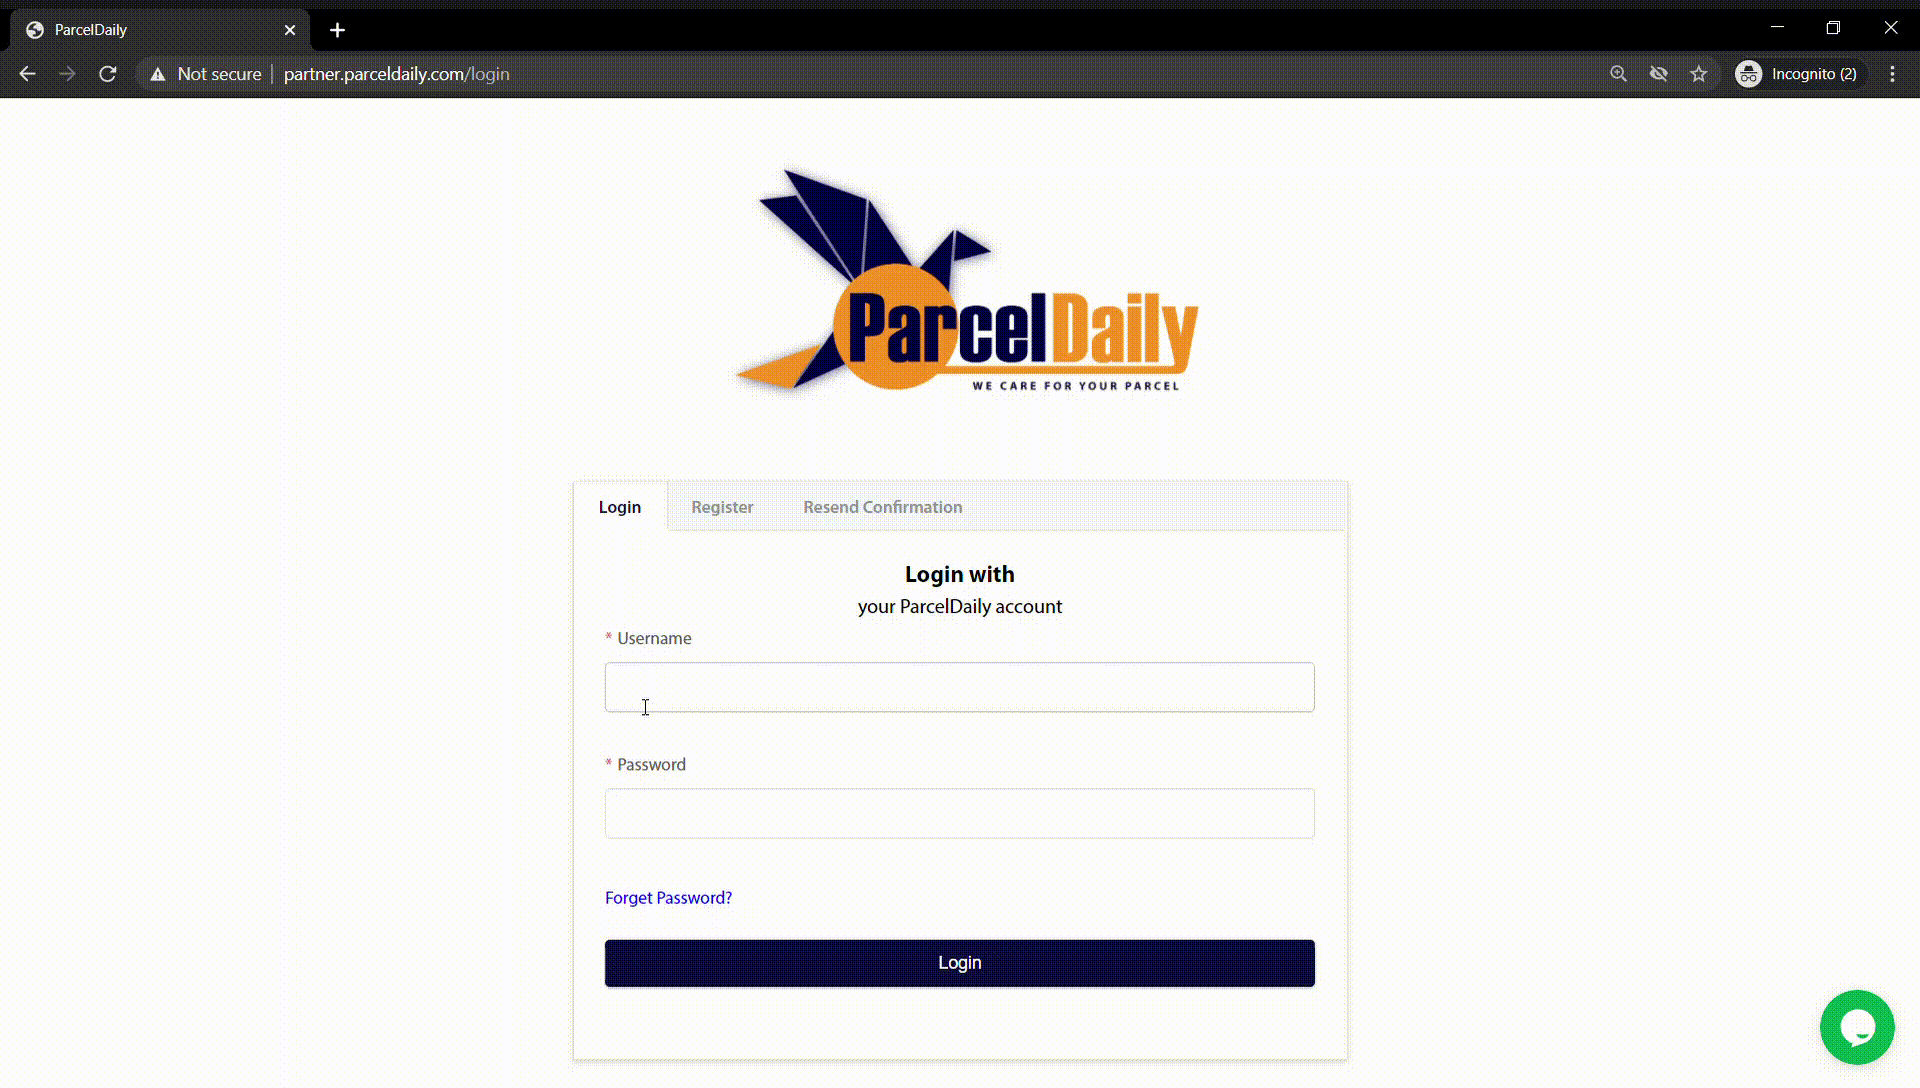 ParcelDaily
Not secure
partner.parceldaily.com/login
Incognito (2)
ParcelDaily
WE CARE FOR YOUR PARCEL
Login
Register
Resend Confirmation
Login with
your ParcelDaily account
* Username
* Password
Forget Password?
Login